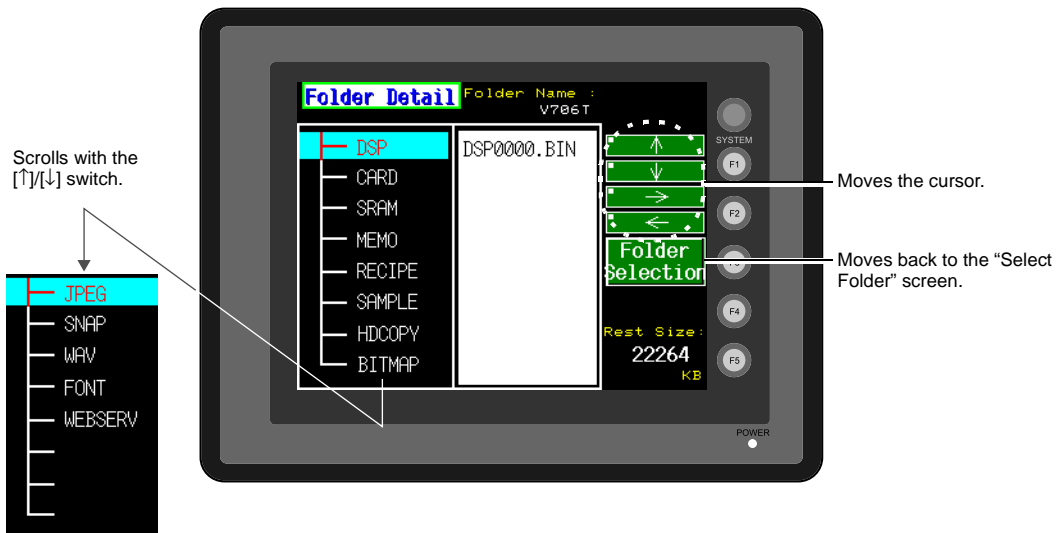 Scrolls with the
[↑]/[↓] switch.
JPEG
SNAP
WAV
FONT
WEBSERV
Folder Detail
Folder Name :
V706T
DSP
CARD
SRAM
MEMO
RECIPE
SAMPLE
HDCOPY
BITMAP
DSP0000.BIN
↑
↓
→
←
Folder
Selection
Rest Size:
22264
KB
SYSTEM
F1
F2
F3
F4
F5
POWER
Moves the cursor.
Moves back to the “Select
Folder” screen.